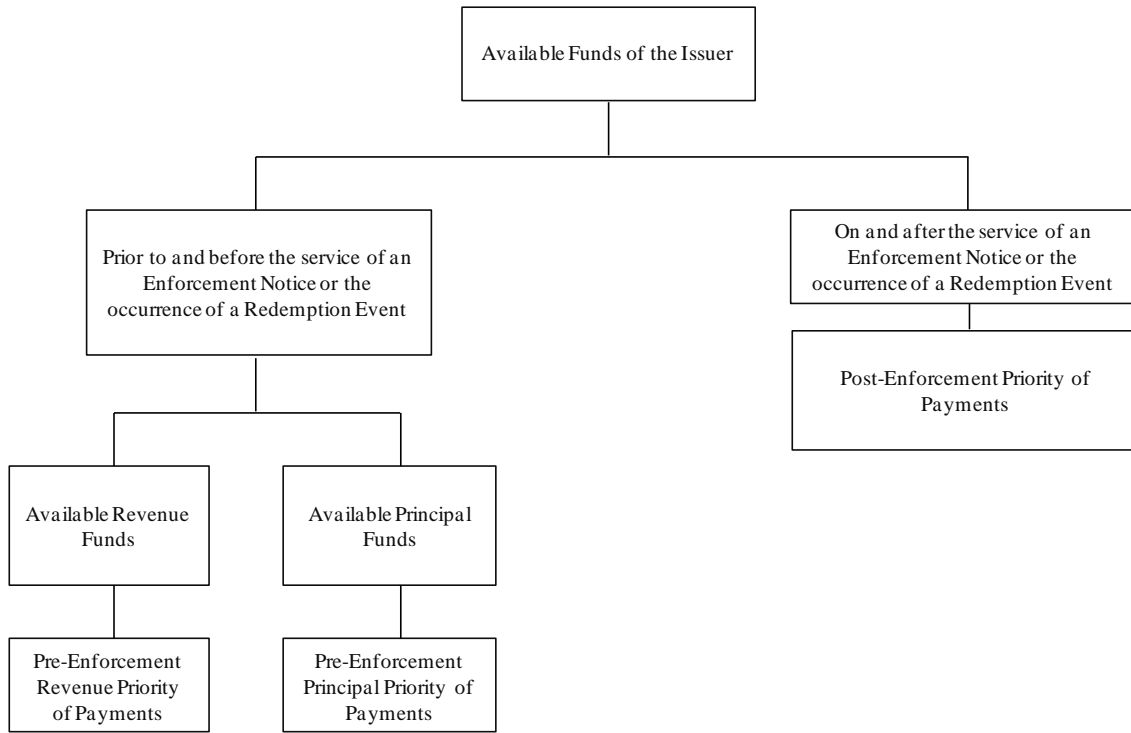 Available Funds of the Issuer
Prior to and before the service of an
Enforcement Notice or the
occurrence of a Redemption Event
On and after the service of an
Enforcement Notice or the
occurrence of a Redemption Event
Post-Enforcement Priority of
Payments
Available Revenue
Funds
Available Principal
Funds
Pre-Enforcement
Revenue Priority
of Payments
Pre-Enforcement
Principal Priority of
Payments